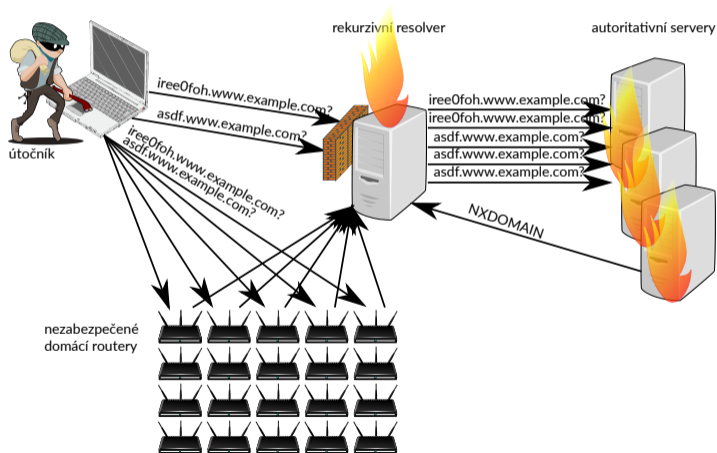 rekurzivní resolver
autoritativní servery
iree0foh.www.example.com?
asdf.www.example.com?
iree0foh.www.example.com?
asdf.www.example.com?
iree0foh.www.example.com?
iree0foh.www.example.com?
asdf.www.example.com?
asdf.www.example.com?
asdf.www.example.com?
útočník
NXDOMAIN
nezabezpečené
domácí routery